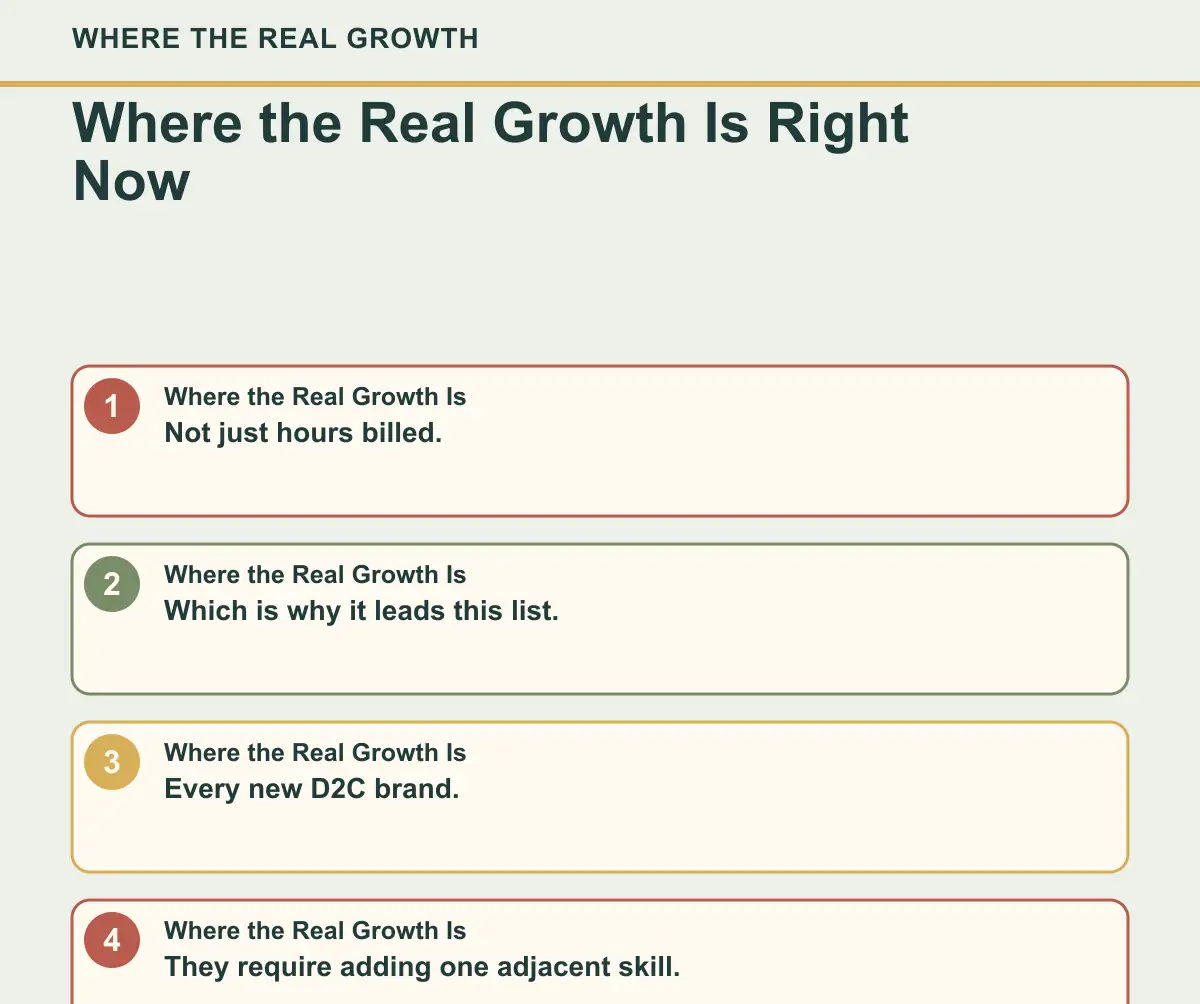 WHERE THE REAL GROWTH
Where the Real Growth Is Right
Now
1
Where the Real Growth Is
Not just hours billed.
2
Where the Real Growth Is
Which is why it leads this list.
3
Where the Real Growth Is
Every new D2C brand.
4
Where the Real Growth Is
They require adding one adjacent skill.